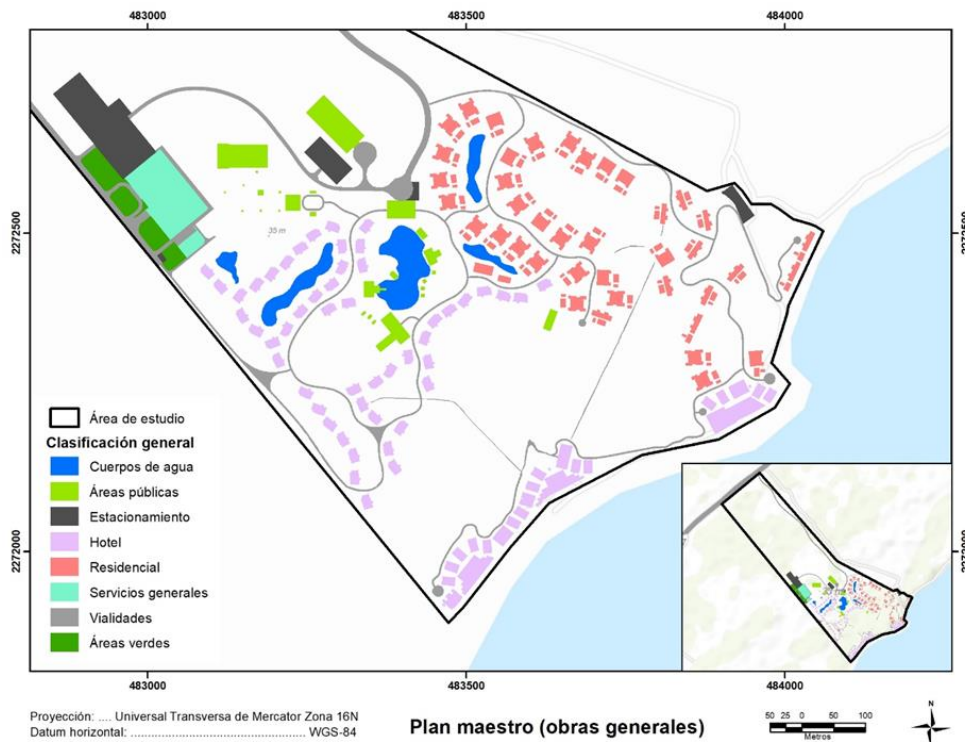 483000 483500 484000
2272500 2272500
35 m
Área de estudio
Clasificación general
Cuerpos de agua
Áreas públicas
Estacionamiento
Hotel
Residencial
Servicios generales
Vialidades
Áreas verdes
2272000 2272000
483000 483500 484000
Proyección: .... Universal Transversa de Mercator Zona 16N
Datum horizontal: ............................................ WGS-84
Plan maestro (obras generales)
50 25 0 50 100
Metros
N